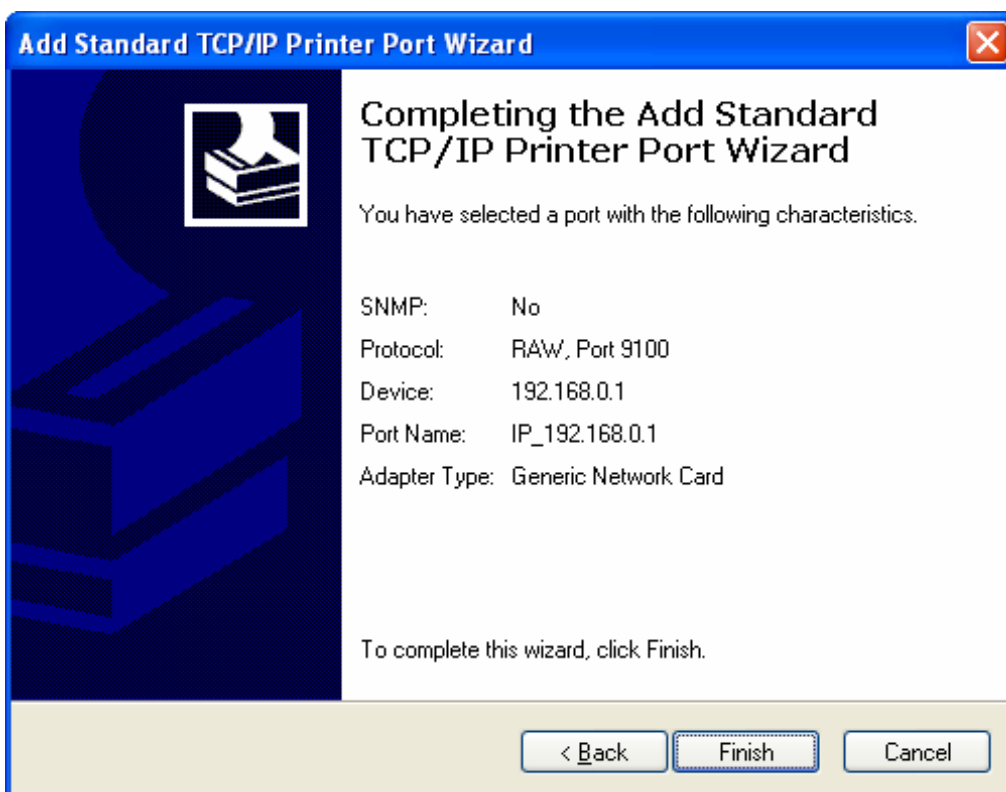 Add Standard TCP/IP Printer Port Wizard
Completing the Add Standard
TCP/IP Printer Port Wizard
You have selected a port with the following characteristics.
SNMP: No
Protocol: RAW, Port 9100
Device: 192.168.0.1
Port Name: IP_192.168.0.1
Adapter Type: Generic Network Card
To complete this wizard, click Finish.
< Back Finish Cancel